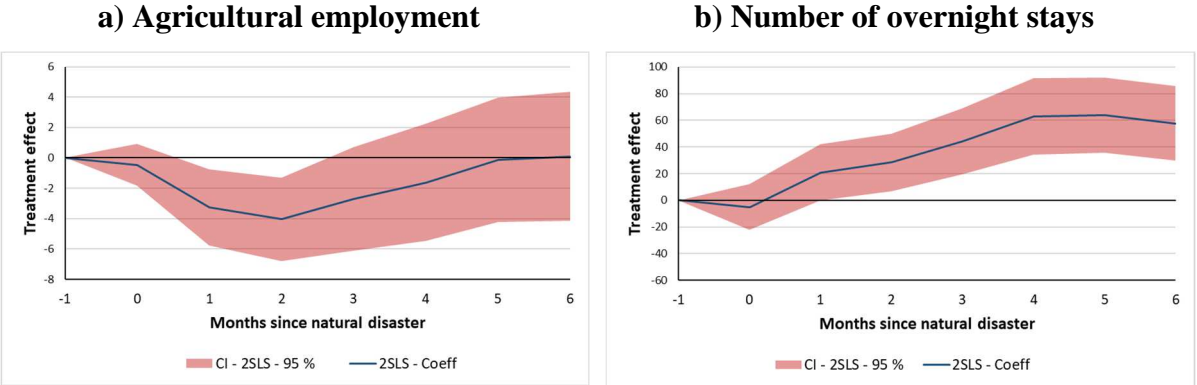 a) Agricultural employment
Treatment effect
6
4
2
0
-2
-4
-6
-8
-1 0 1 2 3 4 5 6
Months since natural disaster
CI - 2SLS - 95 % 2SLS - Coeff
b) Number of overnight stays
Treatment effect
100
80
60
40
20
0
-20
-40
-60
-1 0 1 2 3 4 5 6
Months since natural disaster
CI - 2SLS - 95 % 2SLS - Coeff